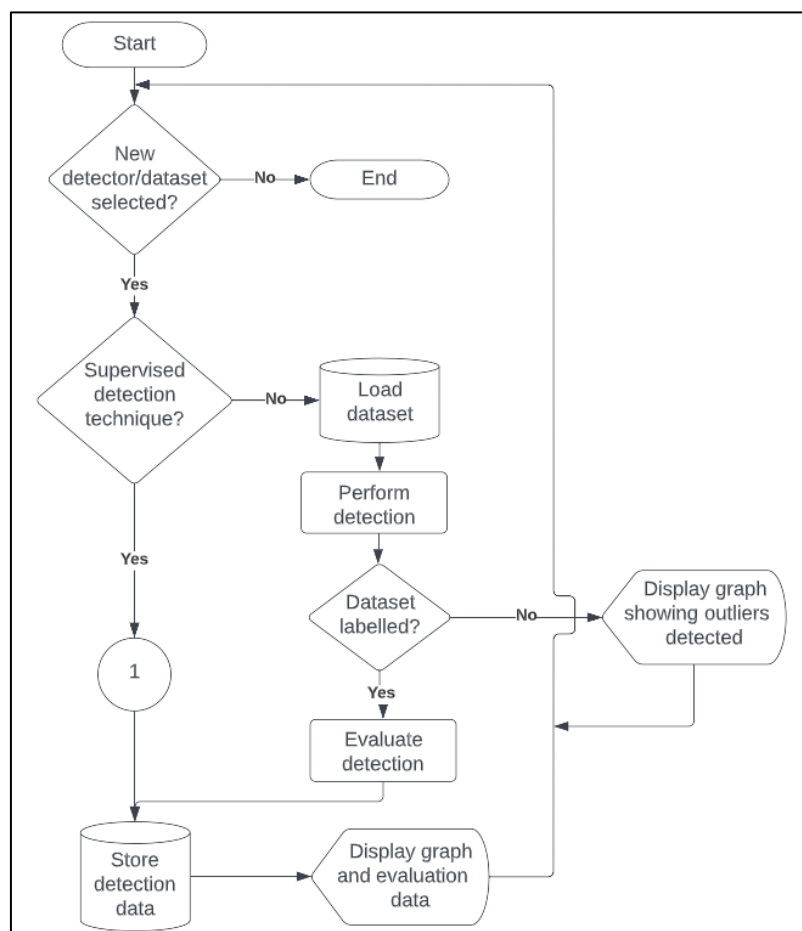 Start
New
detector/dataset
selected?
No
End
Yes
Supervised
detection
technique?
No
Load
dataset
Perform
detection
Yes
Dataset
labelled?
No
Display graph
showing outliers
detected
1
Yes
Evaluate
detection
Store
detection
data
Display graph
and evaluation
data